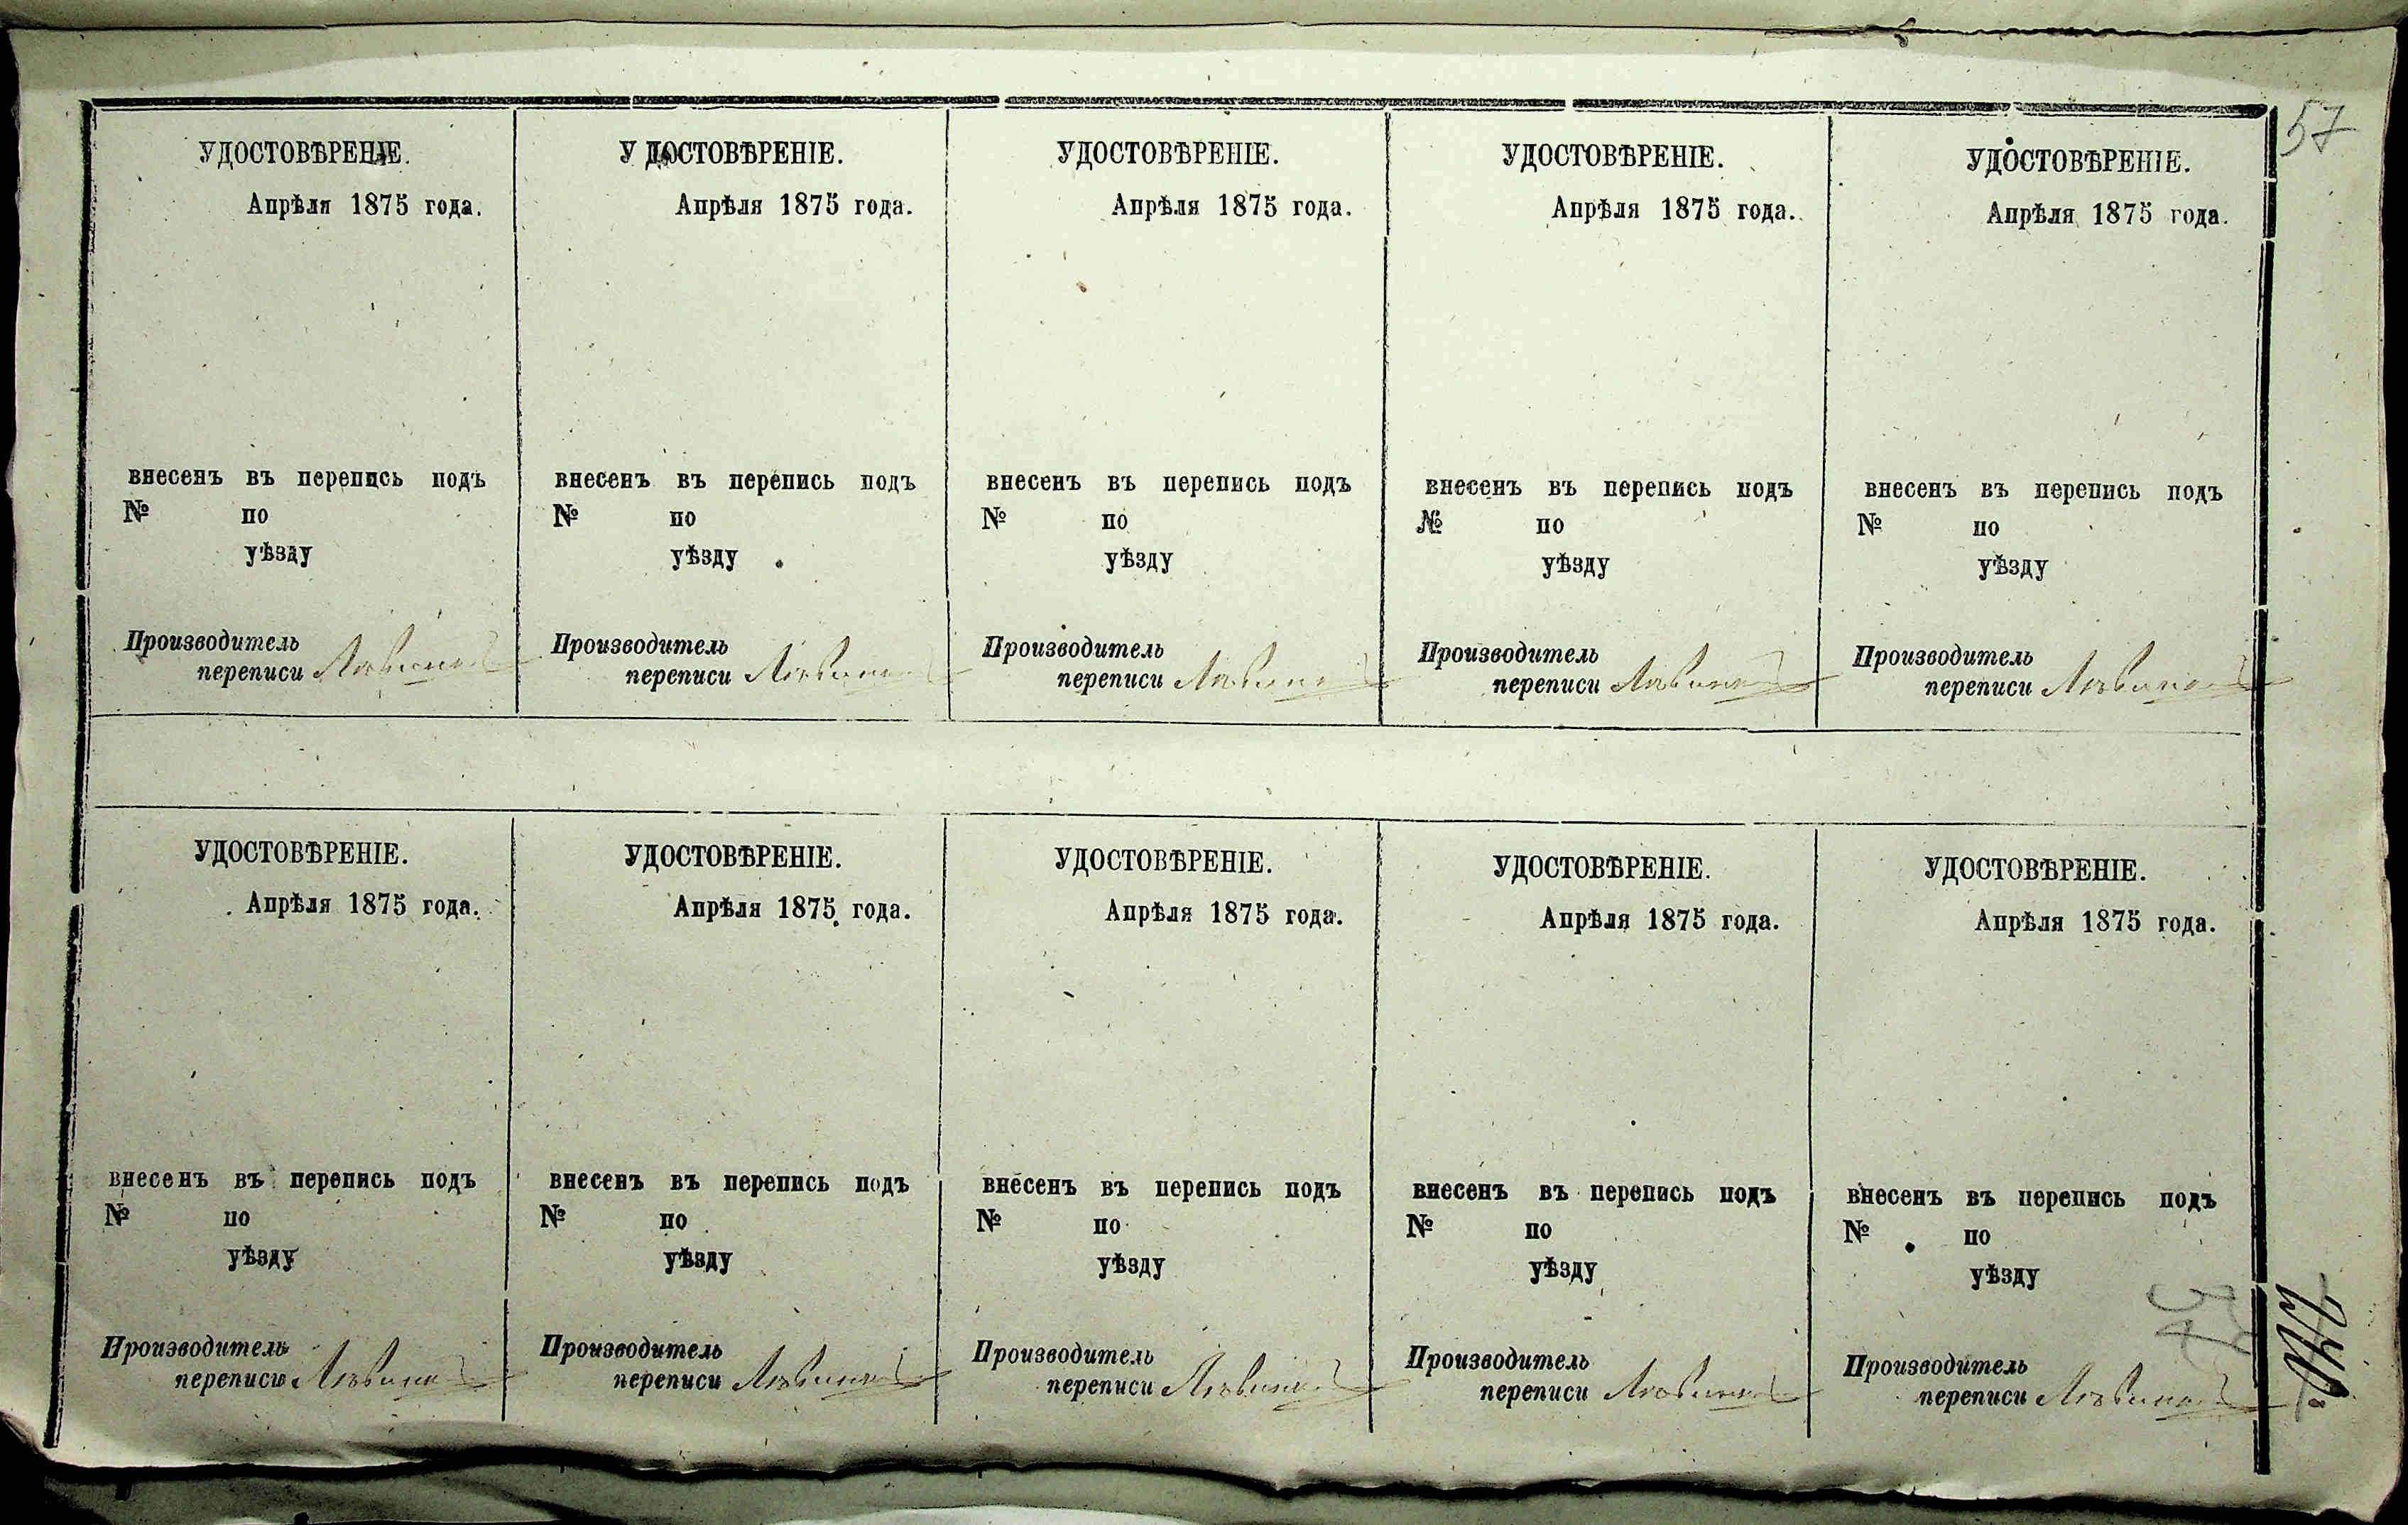 57
УДОСТОВѢРЕНІЕ.
Апрѣля 1875 года.
внесенъ въ перепись подъ
№ по
уѣзду
Производитель
переписи
УДОСТОВѢРЕНІЕ.
Апрѣля 1875 года.
внесенъ въ перепись подъ
№ по
уѣзду
Производитель
переписи
УДОСТОВѢРЕНІЕ.
Апрѣля 1875 года.
внесенъ въ перепись подъ
№ по
уѣзду
Производитель
переписи
УДОСТОВѢРЕНІЕ.
Апрѣля 1875 года.
внесенъ въ перепись подъ
№ по
уѣзду
Производитель
переписи
УДОСТОВѢРЕНІЕ.
Апрѣля 1875 года.
внесенъ въ перепись подъ
№ по
уѣзду
Производитель
переписи
УДОСТОВѢРЕНІЕ.
Апрѣля 1875 года.
внесенъ въ перепись подъ
№ по
уѣзду
Производитель
переписи
УДОСТОВѢРЕНІЕ.
Апрѣля 1875 года.
внесенъ въ перепись подъ
№ по
уѣзду
Производитель
переписи
УДОСТОВѢРЕНІЕ.
Апрѣля 1875 года.
внесенъ въ перепись подъ
№ по
уѣзду
Производитель
переписи
УДОСТОВѢРЕНІЕ.
Апрѣля 1875 года.
внесенъ въ перепись подъ
№ по
уѣзду
Производитель
переписи
УДОСТОВѢРЕНІЕ.
Апрѣля 1875 года.
внесенъ въ перепись подъ
№ по
уѣзду
Производитель
переписи